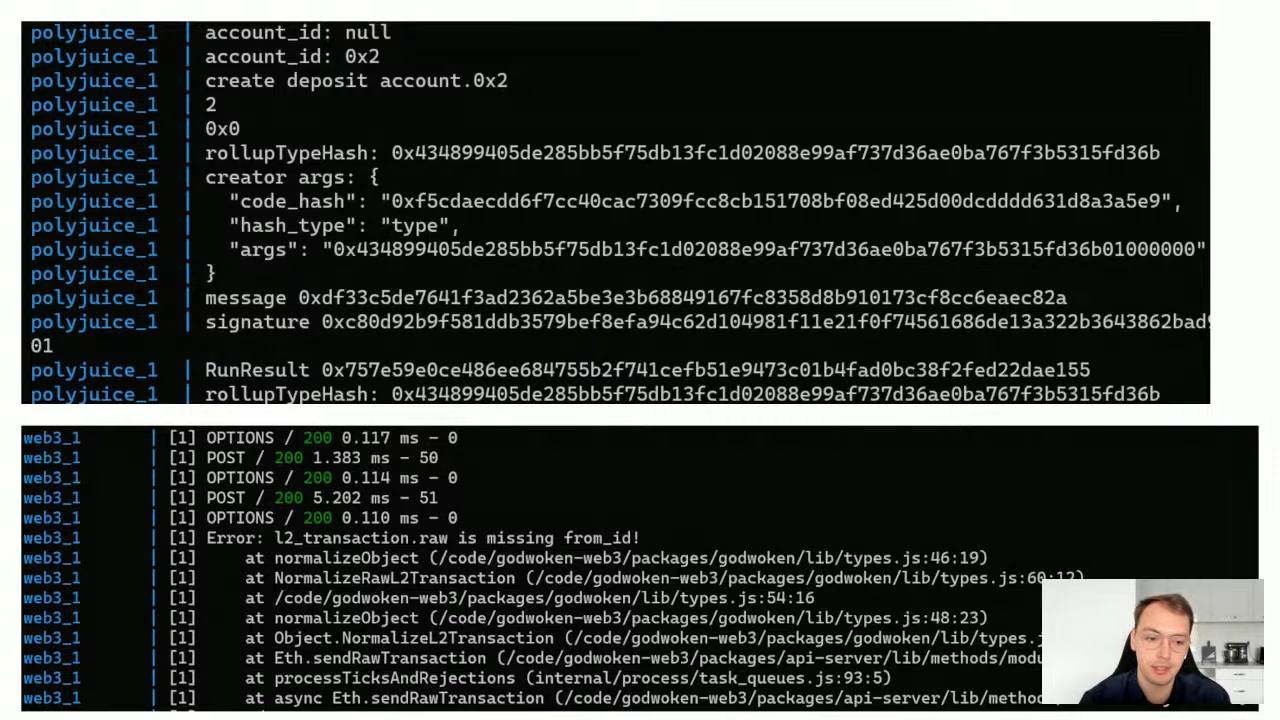 polyjuice_1 | account_id: null
polyjuice_1 | account_id: 0x2
polyjuice_1 | create deposit account.0x2
polyjuice_1 | 2
polyjuice_1 | 0x0
polyjuice_1 | rollupTypeHash: 0x434899405de285bb5f75db13fc1d02088e99af737d36ae0ba767f3b5315fd36b
polyjuice_1 | creator args: {
polyjuice_1 | "code_hash": "0xf5cdaecdd6f7cc40cac7309fcc8cb151708bf08ed425d00dcdddd631d8a3a5e9",
polyjuice_1 | "hash_type": "type",
polyjuice_1 | "args": "0x434899405de285bb5f75db13fc1d02088e99af737d36ae0ba767f3b5315fd36b01000000"
polyjuice_1 | }
polyjuice_1 | message 0xdf33c5de7641f3ad2362a5be3e3b68849167fc8358d8b910173cf8cc6eaec82a
polyjuice_1 | signature 0xc80d92b9f581ddb3579bef8efa94c62d104981f11e21f0f74561686de13a322b3643862bad9
01
polyjuice_1 | RunResult 0x757e59e0ce486ee684755b2f741cefb51e9473c01b4fad0bc38f2fed22dae155
polyjuice_1 | rollupTypeHash: 0x434899405de285bb5f75db13fc1d02088e99af737d36ae0ba767f3b5315fd36b
web3_1 | [1] OPTIONS / 200 0.117 ms - 0
web3_1 | [1] POST / 200 1.383 ms - 50
web3_1 | [1] OPTIONS / 200 0.114 ms - 0
web3_1 | [1] POST / 200 5.202 ms - 51
web3_1 | [1] OPTIONS / 200 0.110 ms - 0
web3_1 | [1] Error: l2_transaction.raw is missing from_id!
web3_1 | [1] at normalizeObject (/code/godwoken-web3/packages/godwoken/lib/types.js:46:19)
web3_1 | [1] at NormalizeRawL2Transaction (/code/godwoken-web3/packages/godwoken/lib/types.js:60:12)
web3_1 | [1] at /code/godwoken-web3/packages/godwoken/lib/types.js:54:16
web3_1 | [1] at normalizeObject (/code/godwoken-web3/packages/godwoken/lib/types.js:48:23)
web3_1 | [1] at Object.NormalizeL2Transaction (/code/godwoken-web3/packages/godwoken/lib/types.
web3_1 | [1] at Eth.sendRawTransaction (/code/godwoken-web3/packages/api-server/lib/methods/modu
web3_1 | [1] at processTicksAndRejections (internal/process/task_queues.js:93:5)
web3_1 | [1] at async Eth.sendRawTransaction (/code/godwoken-web3/packages/api-server/lib/metho